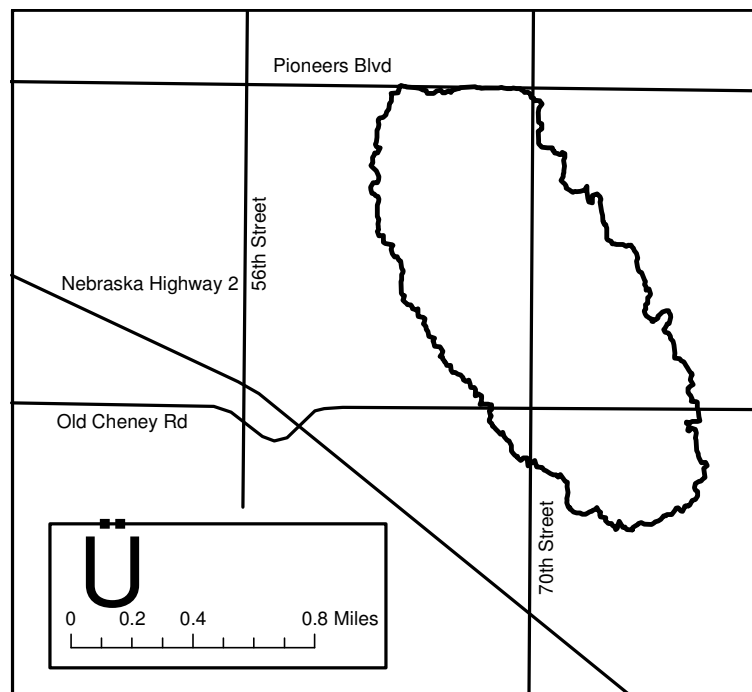 Pioneers Blvd
56th Street
Nebraska Highway 2
Old Cheney Rd
70th Street
U
0 0.2 0.4 0.8 Miles